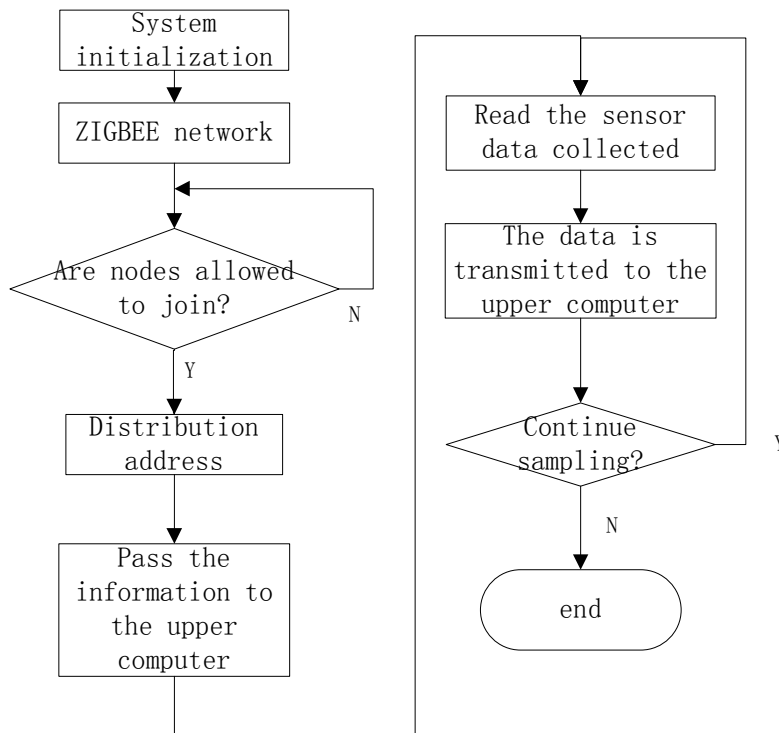 System
initialization
ZIGBEE network
Are nodes allowed
to join?
N
Y
Distribution
address
Pass the
information to
the upper
computer
Read the sensor
data collected
The data is
transmitted to the
upper computer
Continue
sampling?
Y
N
end